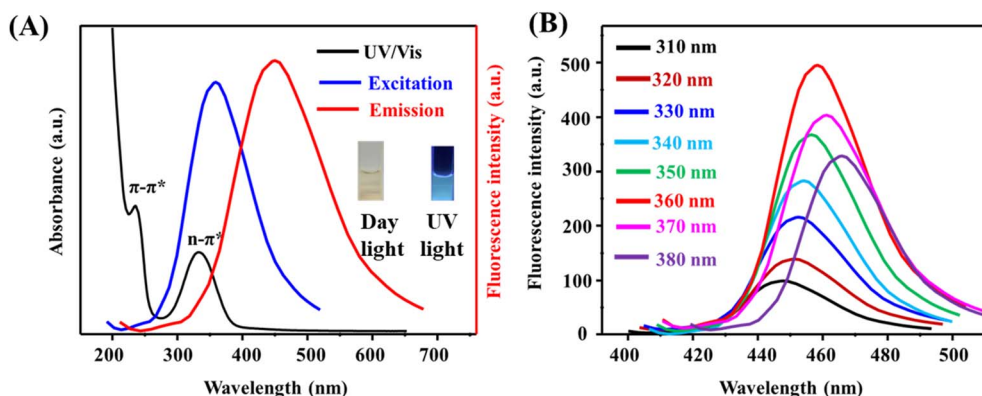 (A)
UV/Vis
Excitation
Emission
π-π*
n-π*
Day
light
UV
light
Absorbance (a.u.)
Fluorescence intensity (a.u.)
200 300 400 500 600 700
Wavelength (nm)
(B)
310 nm
320 nm
330 nm
340 nm
350 nm
360 nm
370 nm
380 nm
Fluorescence intensity (a.u.)
500
400
300
200
100
0
400 420 440 460 480 500
Wavelength (nm)